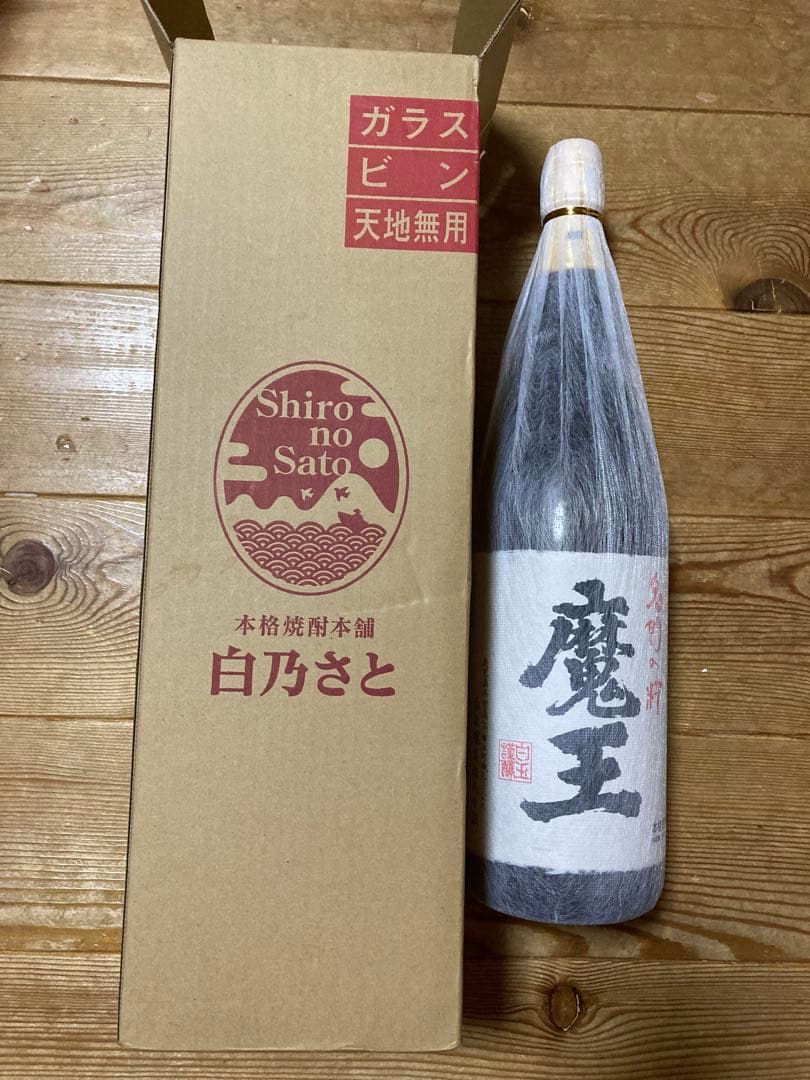 ガラス
ビン
天地無用
Shiro
no
Sato
本格焼酎本舗
白乃さと
名門の粋
魔王
白玉
謹醸